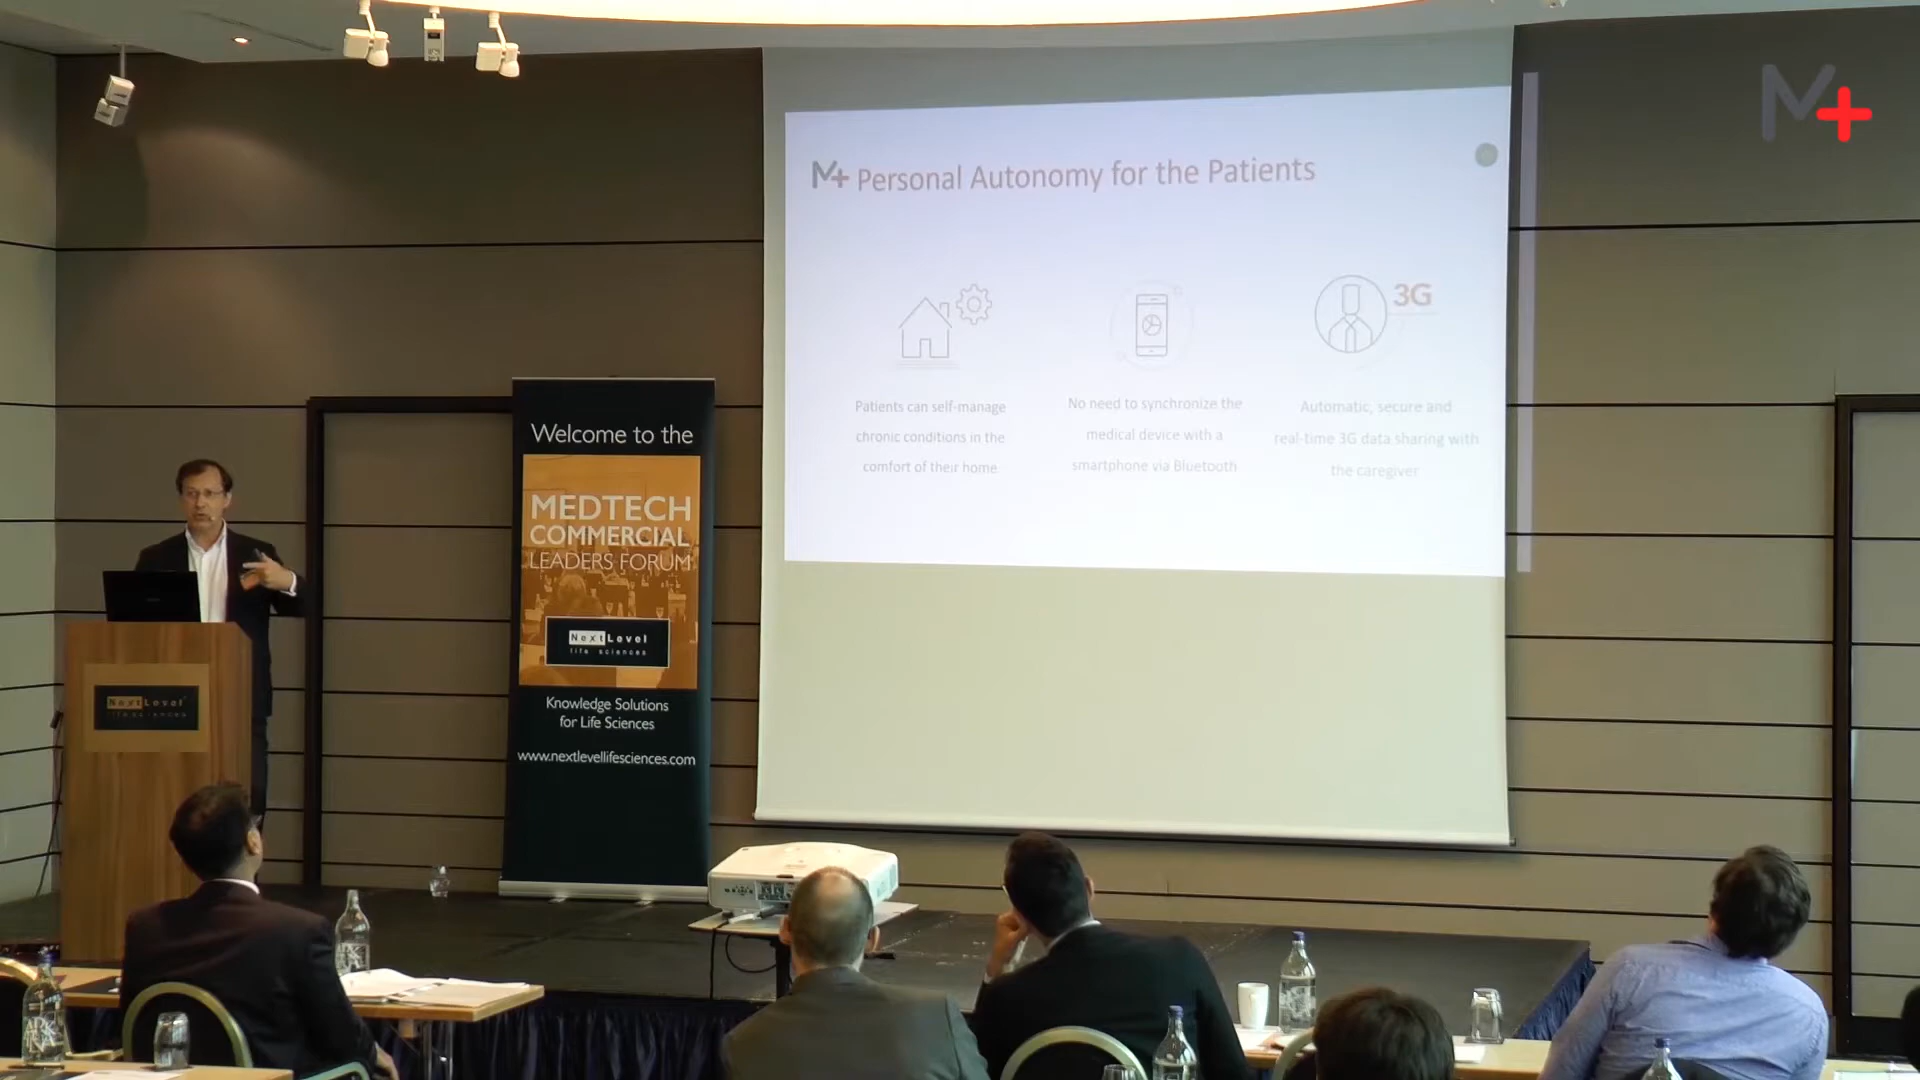 M+
M+ Personal Autonomy for the Patients
3G
Patients can self-manage
chronic conditions in the
comfort of their home
No need to synchronize the
medical device with a
smartphone via Bluetooth
Automatic, secure and
real-time 3G data sharing with
the caregiver
Welcome to the
MEDTECH
COMMERCIAL
LEADERS FORUM
NextLevel
life sciences
Knowledge Solutions
for Life Sciences
www.nextlevellifesciences.com
NextLevel
life sciences